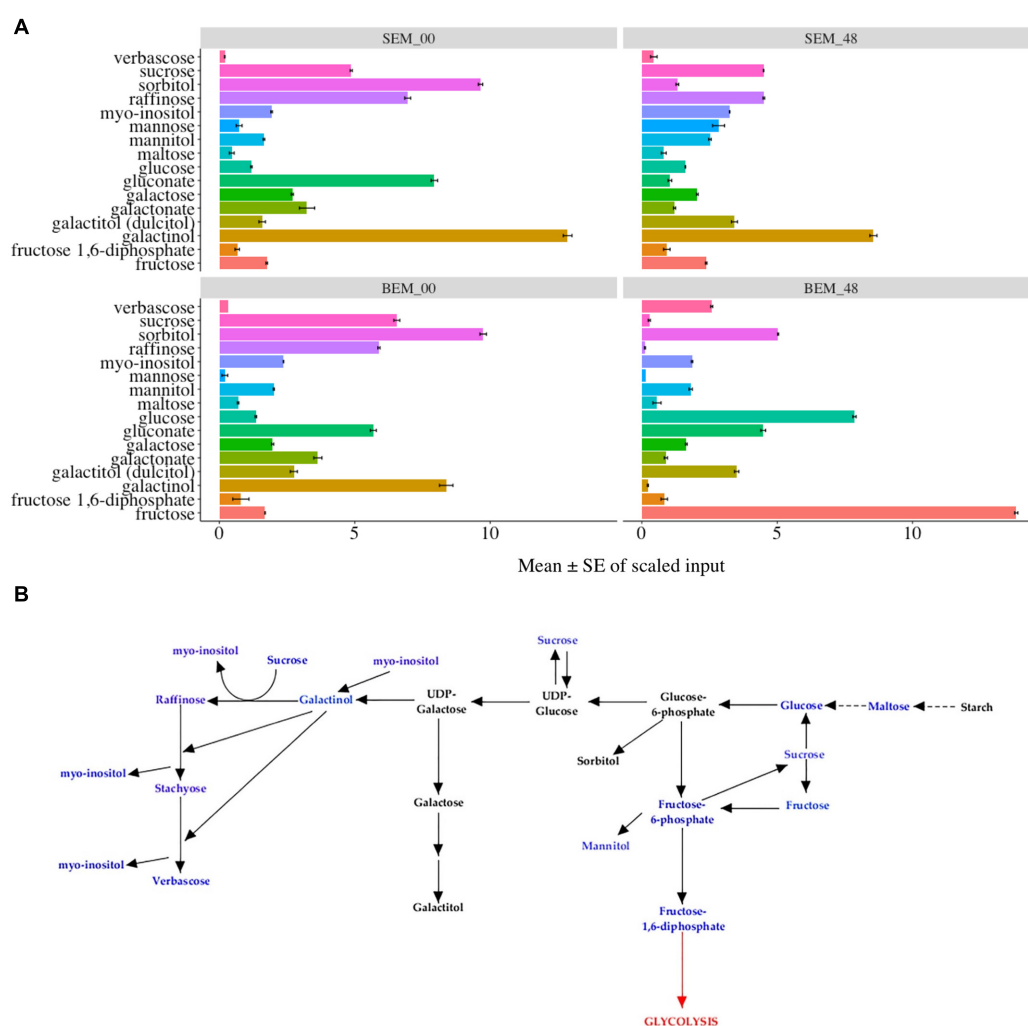 A
SEM_00
SEM_48
verbascose
sucrose
sorbitol
raffinose
myo-inositol
mannose
mannitol
maltose
glucose
gluconate
galactose
galactonate
galactitol (dulcitol)
galactinol
fructose 1,6-diphosphate
fructose
BEM_00
BEM_48
verbascose
sucrose
sorbitol
raffinose
myo-inositol
mannose
mannitol
maltose
glucose
gluconate
galactose
galactonate
galactitol (dulcitol)
galactinol
fructose 1,6-diphosphate
fructose
0 5 10 0 5 10
Mean ± SE of scaled input
B
myo-inositol
Sucrose
myo-inositol
Sucrose
Raffinose
Galactinol
UDP-
Galactose
UDP-
Glucose
Glucose-
6-phosphate
Glucose
Maltose
Starch
Sorbitol
Sucrose
myo-inositol
Stachyose
Galactose
Fructose-
6-phosphate
Fructose
Mannitol
myo-inositol
Verbascose
Galactitol
Fructose-
1,6-diphosphate
GLYCOLYSIS